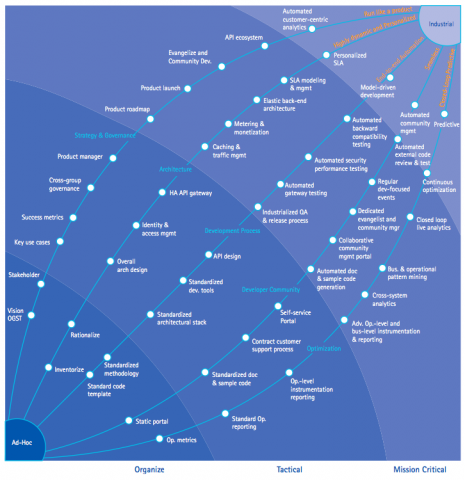 Automated
customer-centric
analytics
Run like a product
Industrial
API ecosystem
Highly Dynamic and Personalized
Evangelize and
Community Dev.
Personalized
SLA
End-to-end Automation
Product launch
SLA modeling
& mgmt
Model-driven
development
Elastic back-end
architecture
Product roadmap
Automated
community
mgmt
Predictive
Metering &
monetization
Automated
backward
compatibility
testing
Strategy & Governance
Caching &
traffic mgmt
Automated
external code
review & test
Product manager
Architecture
Automated security
performance testing
Continuous
optimization
Cross-group
governance
HA API gateway
Automated
gateway testing
Regular
dev-focused
events
Success metrics
Identity &
access mgmt
Industrialized QA
& release process
Dedicated
evangelist and
community mgr
Closed loop
live analytics
Development Process
Key use cases
Overall
arch design
API design
Collaborative
community
mgmt portal
Stakeholder
Standardized
dev. tools
Automated doc
& sample code
generation
Bus. & operational
pattern mining
Developer Community
Cross-system
analytics
Vision
OGST
Rationalize
Standardized
architectural stack
Self-service
Portal
Adv. Op.-level and
bus-level instrumentation
& reporting
Contract customer
support process
Optimization
Inventorize
Standardized
methodology
Standard code
template
Standardized doc
& sample code
Op.-level
instrumentation
reporting
Static portal
Standard Op.
reporting
Ad-Hoc
Op. metrics
Organize
Tactical
Mission Critical